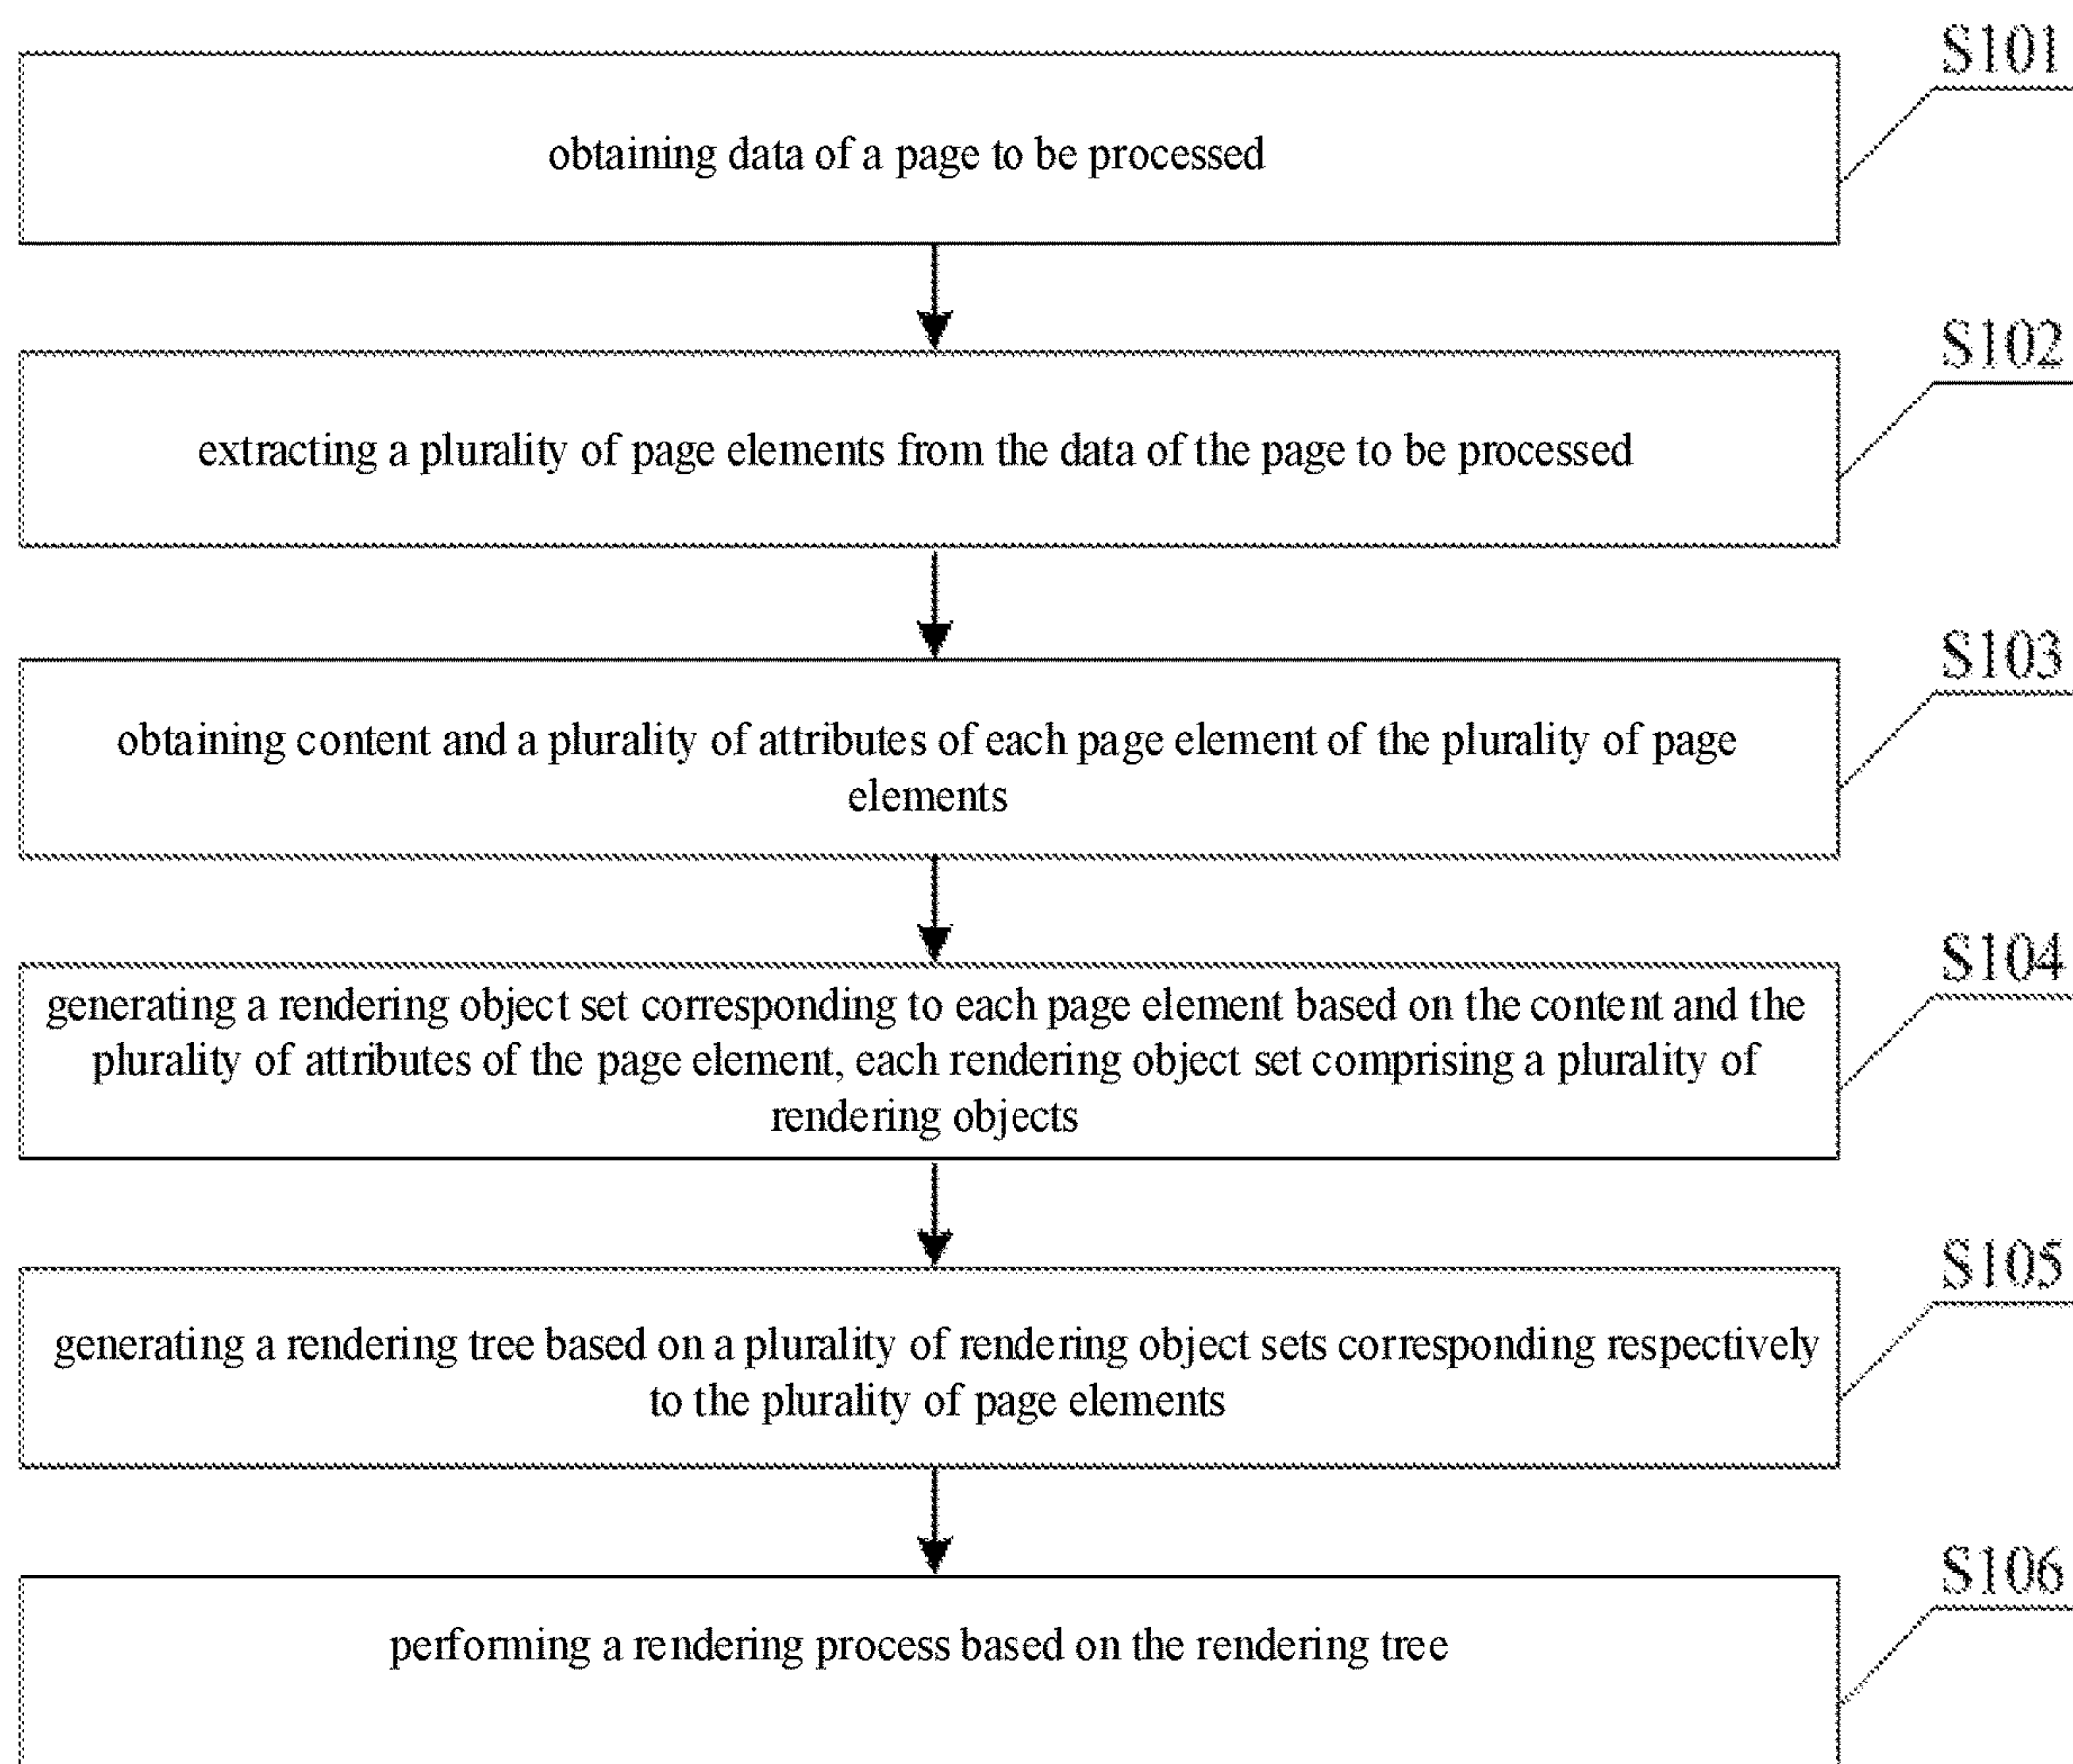 S101
obtaining data of a page to be processed
S102
extracting a plurality of page elements from the data of the page to be processed
S103
obtaining content and a plurality of attributes of each page element of the plurality of page
elements
S104
generating a rendering object set corresponding to each page element based on the content and the
plurality of attributes of the page element, each rendering object set comprising a plurality of
rendering objects
S105
generating a rendering tree based on a plurality of rendering object sets corresponding respectively
to the plurality of page elements
S106
performing a rendering process based on the rendering tree